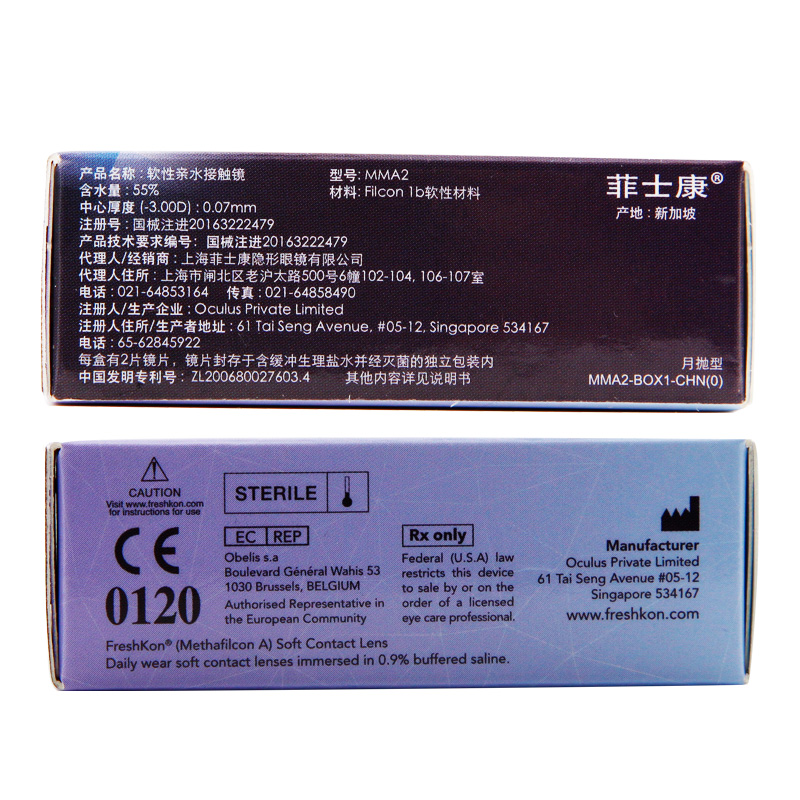 产品名称: 软性亲水接触镜
型号: MMA2
含水量: 55%
材料: Filcon 1b软性材料
中心厚度 (-3.00D) : 0.07mm
注册号: 国械注进20163222479
产品技术要求编号: 国械注进20163222479
代理人/经销商: 上海菲士康隐形眼镜有限公司
代理人住所: 上海市闸北区老沪太路500号6幢102-104, 106-107室
电话: 021-64853164 传真: 021-64858490
注册人/生产企业: Oculus Private Limited
注册人住所/生产者地址: 61 Tai Seng Avenue, #05-12, Singapore 534167
电话: 65-62845922
每盒有2片镜片, 镜片封存于含缓冲生理盐水并经灭菌的独立包装内
中国发明专利号: ZL200680027603.4 其他内容详见说明书
菲士康®
产地: 新加坡
月抛型
MMA2-BOX1-CHN(0)
CAUTION
Visit www.freshkon.com
for instructions for use
CE
0120
STERILE
EC REP
Obelis s.a
Boulevard Général Wahis 53
1030 Brussels, BELGIUM
Authorised Representative in
the European Community
Rx only
Federal (U.S.A) law
restricts this device
to sale by or on the
order of a licensed
eye care professional.
Manufacturer
Oculus Private Limited
61 Tai Seng Avenue #05-12
Singapore 534167
www.freshkon.com
FreshKon® (Methafilcon A) Soft Contact Lens
Daily wear soft contact lenses immersed in 0.9% buffered saline.